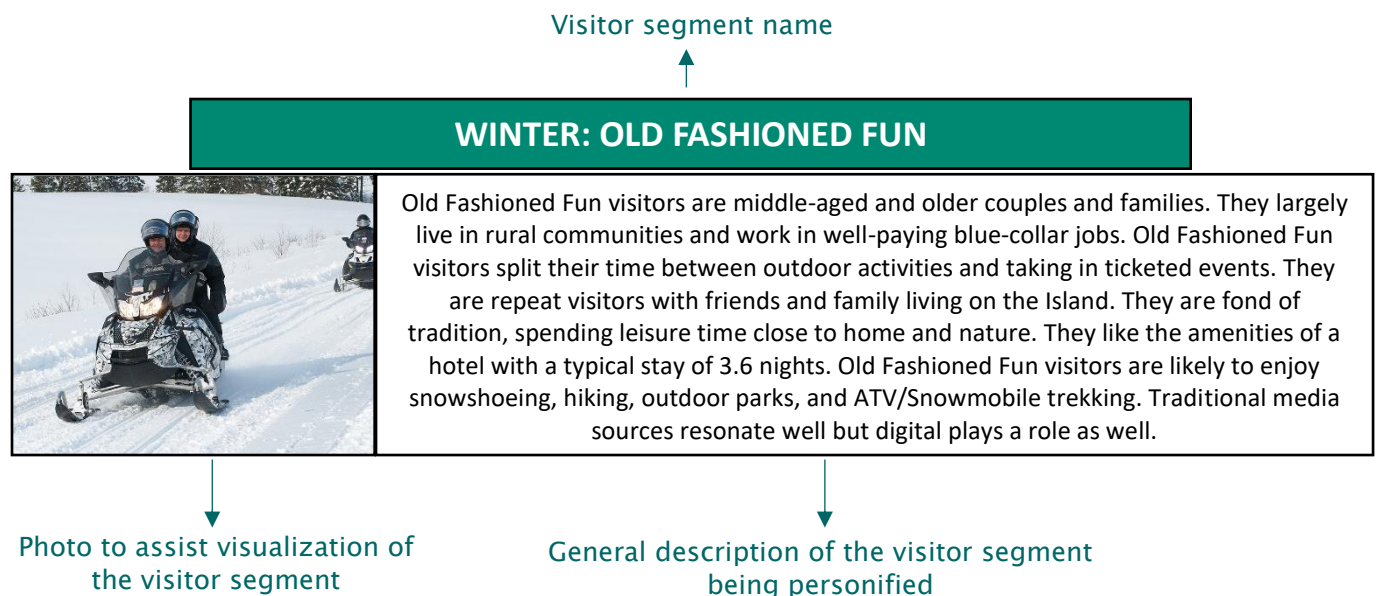 Visitor segment name
WINTER: OLD FASHIONED FUN
Old Fashioned Fun visitors are middle-aged and older couples and families. They largely
live in rural communities and work in well-paying blue-collar jobs. Old Fashioned Fun
visitors split their time between outdoor activities and taking in ticketed events. They
are repeat visitors with friends and family living on the Island. They are fond of
tradition, spending leisure time close to home and nature. They like the amenities of a
hotel with a typical stay of 3.6 nights. Old Fashioned Fun visitors are likely to enjoy
snowshoeing, hiking, outdoor parks, and ATV/Snowmobile trekking. Traditional media
sources resonate well but digital plays a role as well.
Photo to assist visualization of
the visitor segment
General description of the visitor segment
being personified